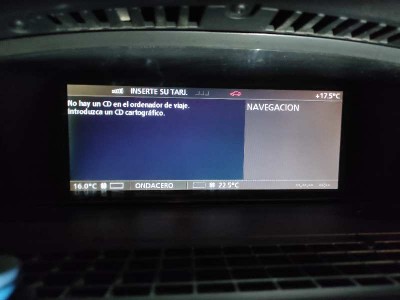 INSERTE SU TARJ.
+17.5°C
No hay un CD en el ordenador de viaje.
Introduzca un CD cartográfico.
NAVEGACION
16.0°C ONDACERO 22.5°C